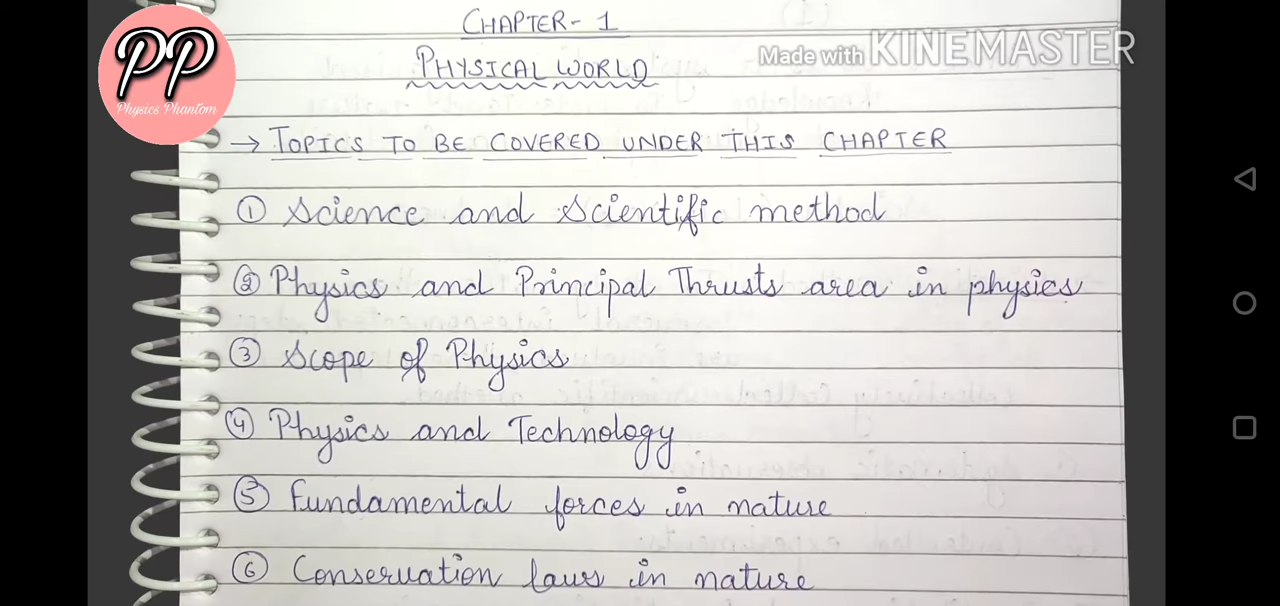 CHAPTER-1
PP
Made with KINEMASTER
PHYSICAL WORLD
Physics Phantom
→ TOPICS TO BE COVERED UNDER THIS CHAPTER
① Science and Scientific method
② Physics and Principal Thrusts area in physics
③ Scope of Physics
④ Physics and Technology
⑤ Fundamental forces in nature
⑥ Conservation laws in nature